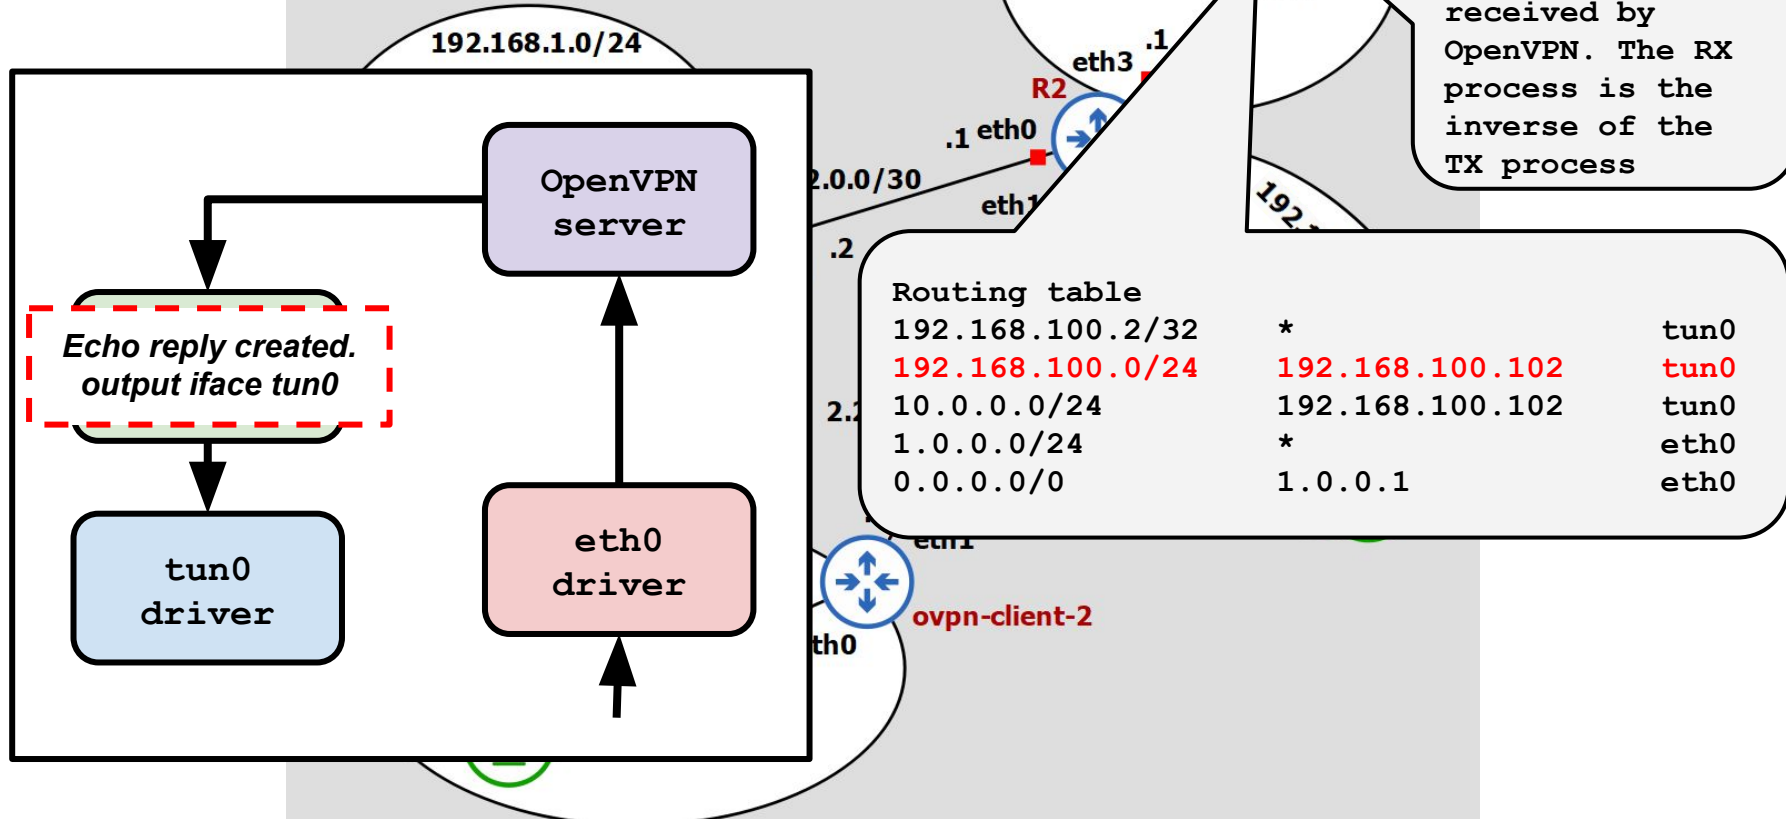 192.168.1.0/24
received by
OpenVPN. The RX
process is the
inverse of the
TX process
.1
eth3
R2
.1 eth0
eth1
.2
OpenVPN
server
Echo reply created.
output iface tun0
tun0
driver
eth0
driver
Routing table
192.168.100.2/32 * tun0
192.168.100.0/24 192.168.100.102 tun0
10.0.0.0/24 192.168.100.102 tun0
1.0.0.0/24 * eth0
0.0.0.0/0 1.0.0.1 eth0
ovpn-client-2